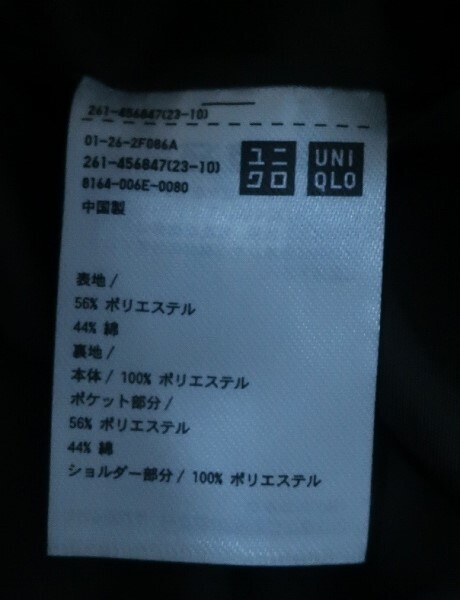 261-456847(23-10)
01-26-2F086A
261-456847(23-10)
8164-006E-0080
中国製
ユニ
クロ
UNI
QLO
表地/
56% ポリエステル
44% 綿
裏地/
本体/ 100% ポリエステル
ポケット部分/
56% ポリエステル
44% 綿
ショルダー部分/ 100% ポリエステル